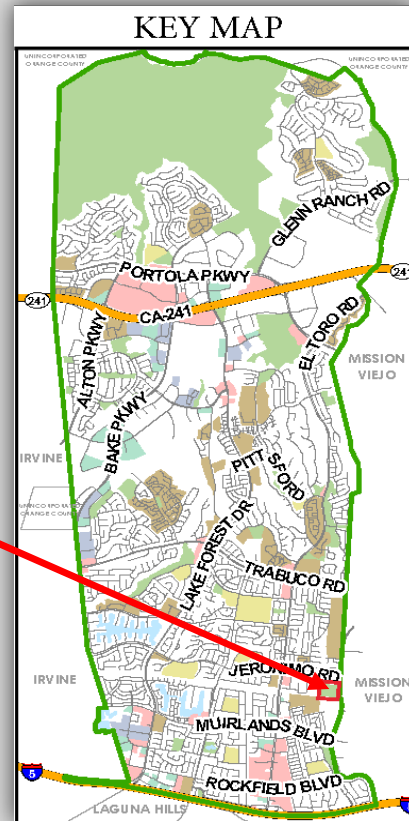 KEY MAP
UNINCORPORATED
ORANGE COUNTY
UNINCORPORATED
ORANGE COUNTY
GLENN RANCH RD
PORTOLA PKWY
241
241
CA-241
ALTON PKWY
EL TORO RD
MISSION
VIEJO
BAKE PKWY
IRVINE
PITTSFORD
UNINCORPORATED
ORANGE COUNTY
LAKE FOREST DR
TRABUCO RD
JERONIMO RD
IRVINE
MISSION
VIEJO
MUIRLANDS BLVD
5
ROCKFIELD BLVD
LAGUNA HILLS